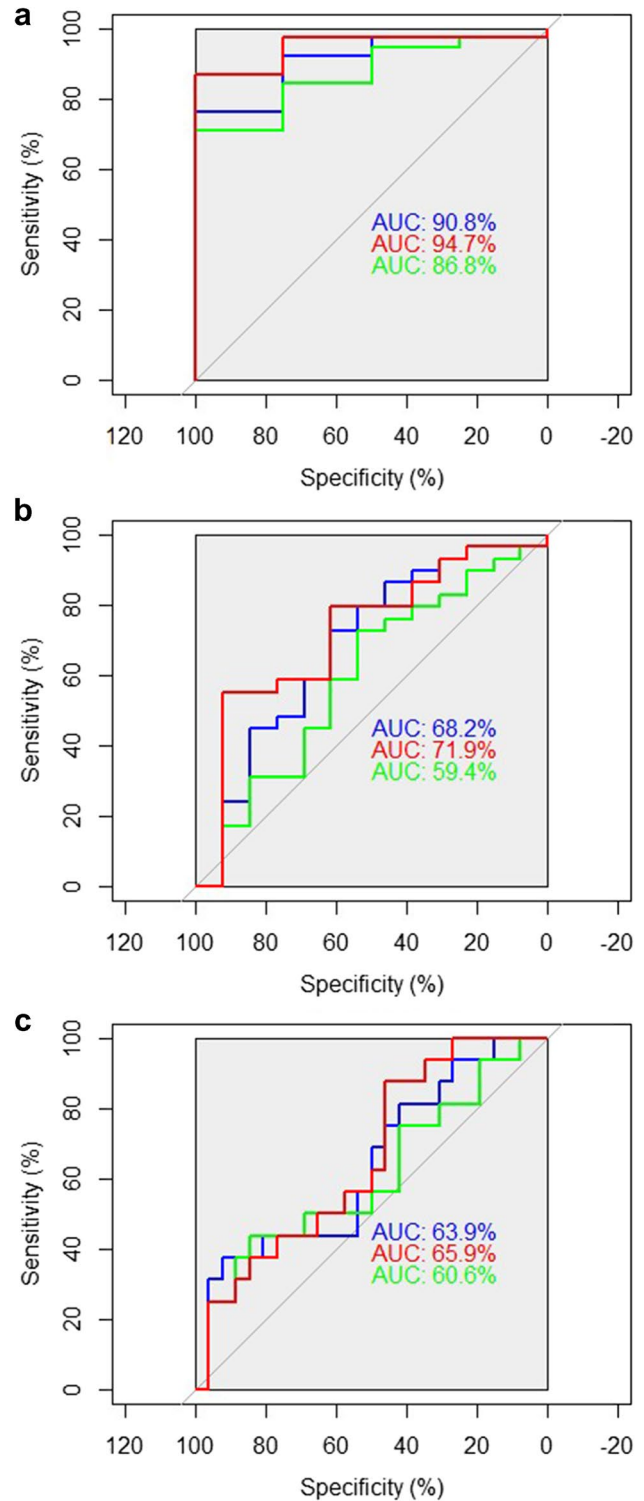 a
100
80
60
40
20
0
Sensitivity (%)
AUC: 90.8%
AUC: 94.7%
AUC: 86.8%
120 100 80 60 40 20 0 -20
Specificity (%)
b
100
80
60
40
20
0
Sensitivity (%)
AUC: 68.2%
AUC: 71.9%
AUC: 59.4%
120 100 80 60 40 20 0 -20
Specificity (%)
c
100
80
60
40
20
0
Sensitivity (%)
AUC: 63.9%
AUC: 65.9%
AUC: 60.6%
120 100 80 60 40 20 0 -20
Specificity (%)